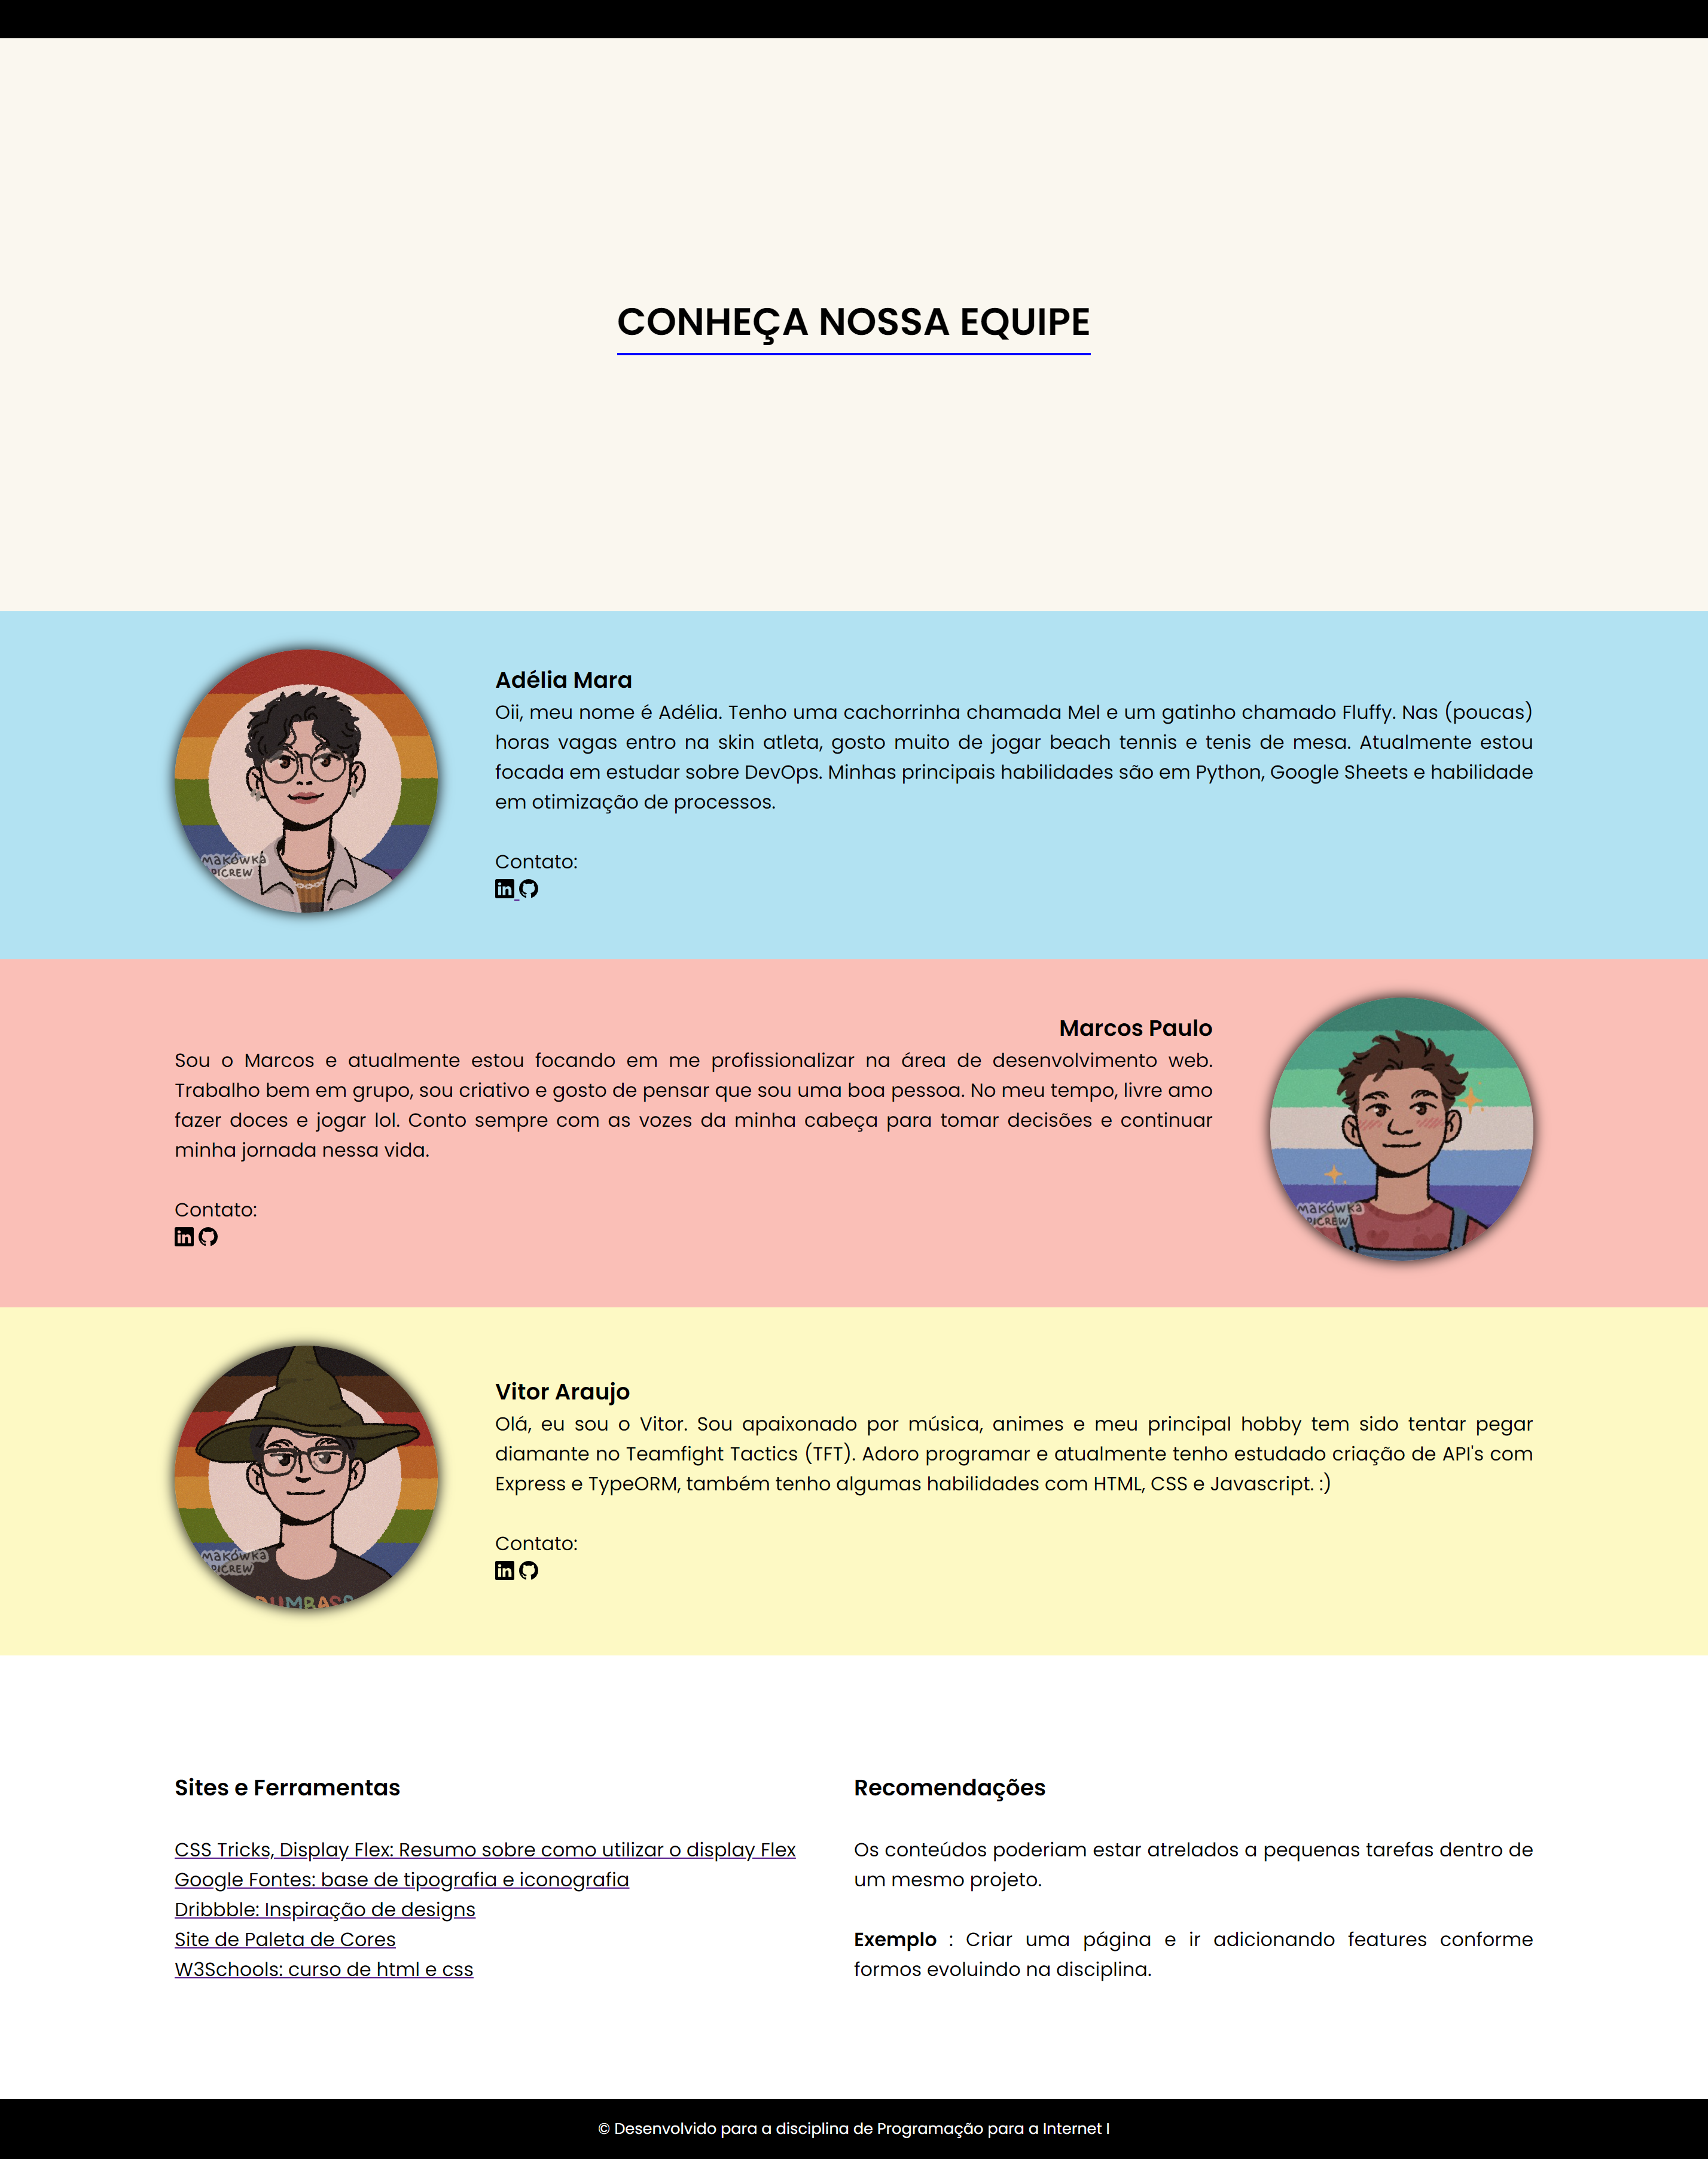 CONHEÇA NOSSA EQUIPE
Adélia Mara
Oii, meu nome é Adélia. Tenho uma cachorrinha chamada Mel e um gatinho chamado Fluffy. Nas (poucas)
horas vagas entro na skin atleta, gosto muito de jogar beach tennis e tenis de mesa. Atualmente estou
focada em estudar sobre DevOps. Minhas principais habilidades são em Python, Google Sheets e habilidade
em otimização de processos.
Contato:
in
MAKÓWKA
PICREW
Marcos Paulo
Sou o Marcos e atualmente estou focando em me profissionalizar na área de desenvolvimento web.
Trabalho bem em grupo, sou criativo e gosto de pensar que sou uma boa pessoa. No meu tempo, livre amo
fazer doces e jogar lol. Conto sempre com as vozes da minha cabeça para tomar decisões e continuar
minha jornada nessa vida.
Contato:
in
MAKÓWKA
PICREW
Vitor Araujo
Olá, eu sou o Vitor. Sou apaixonado por música, animes e meu principal hobby tem sido tentar pegar
diamante no Teamfight Tactics (TFT). Adoro programar e atualmente tenho estudado criação de API's com
Express e TypeORM, também tenho algumas habilidades com HTML, CSS e Javascript. :)
Contato:
in
MAKÓWKA
PICREW
Sites e Ferramentas
CSS Tricks, Display Flex: Resumo sobre como utilizar o display Flex
Google Fontes: base de tipografia e iconografia
Dribbble: Inspiração de designs
Site de Paleta de Cores
W3Schools: curso de html e css
Recomendações
Os conteúdos poderiam estar atrelados a pequenas tarefas dentro de
um mesmo projeto.
Exemplo : Criar uma página e ir adicionando features conforme
formos evoluindo na disciplina.
© Desenvolvido para a disciplina de Programação para a Internet I